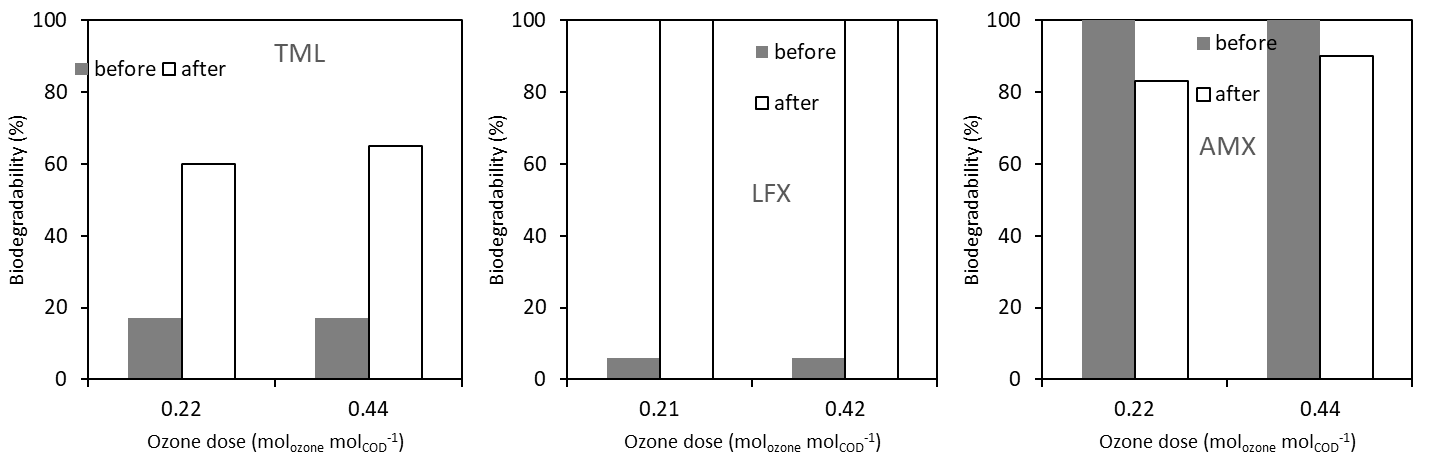 TML
before after
Biodegradability (%)
100
80
60
40
20
0
0.22 0.44
Ozone dose (molozone molCOD-1)
LFX
before
after
Biodegradability (%)
100
80
60
40
20
0
0.21 0.42
Ozone dose (molozone molCOD-1)
before
after
AMX
Biodegradability (%)
100
80
60
40
20
0
0.22 0.44
Ozone dose (molozone molCOD-1)